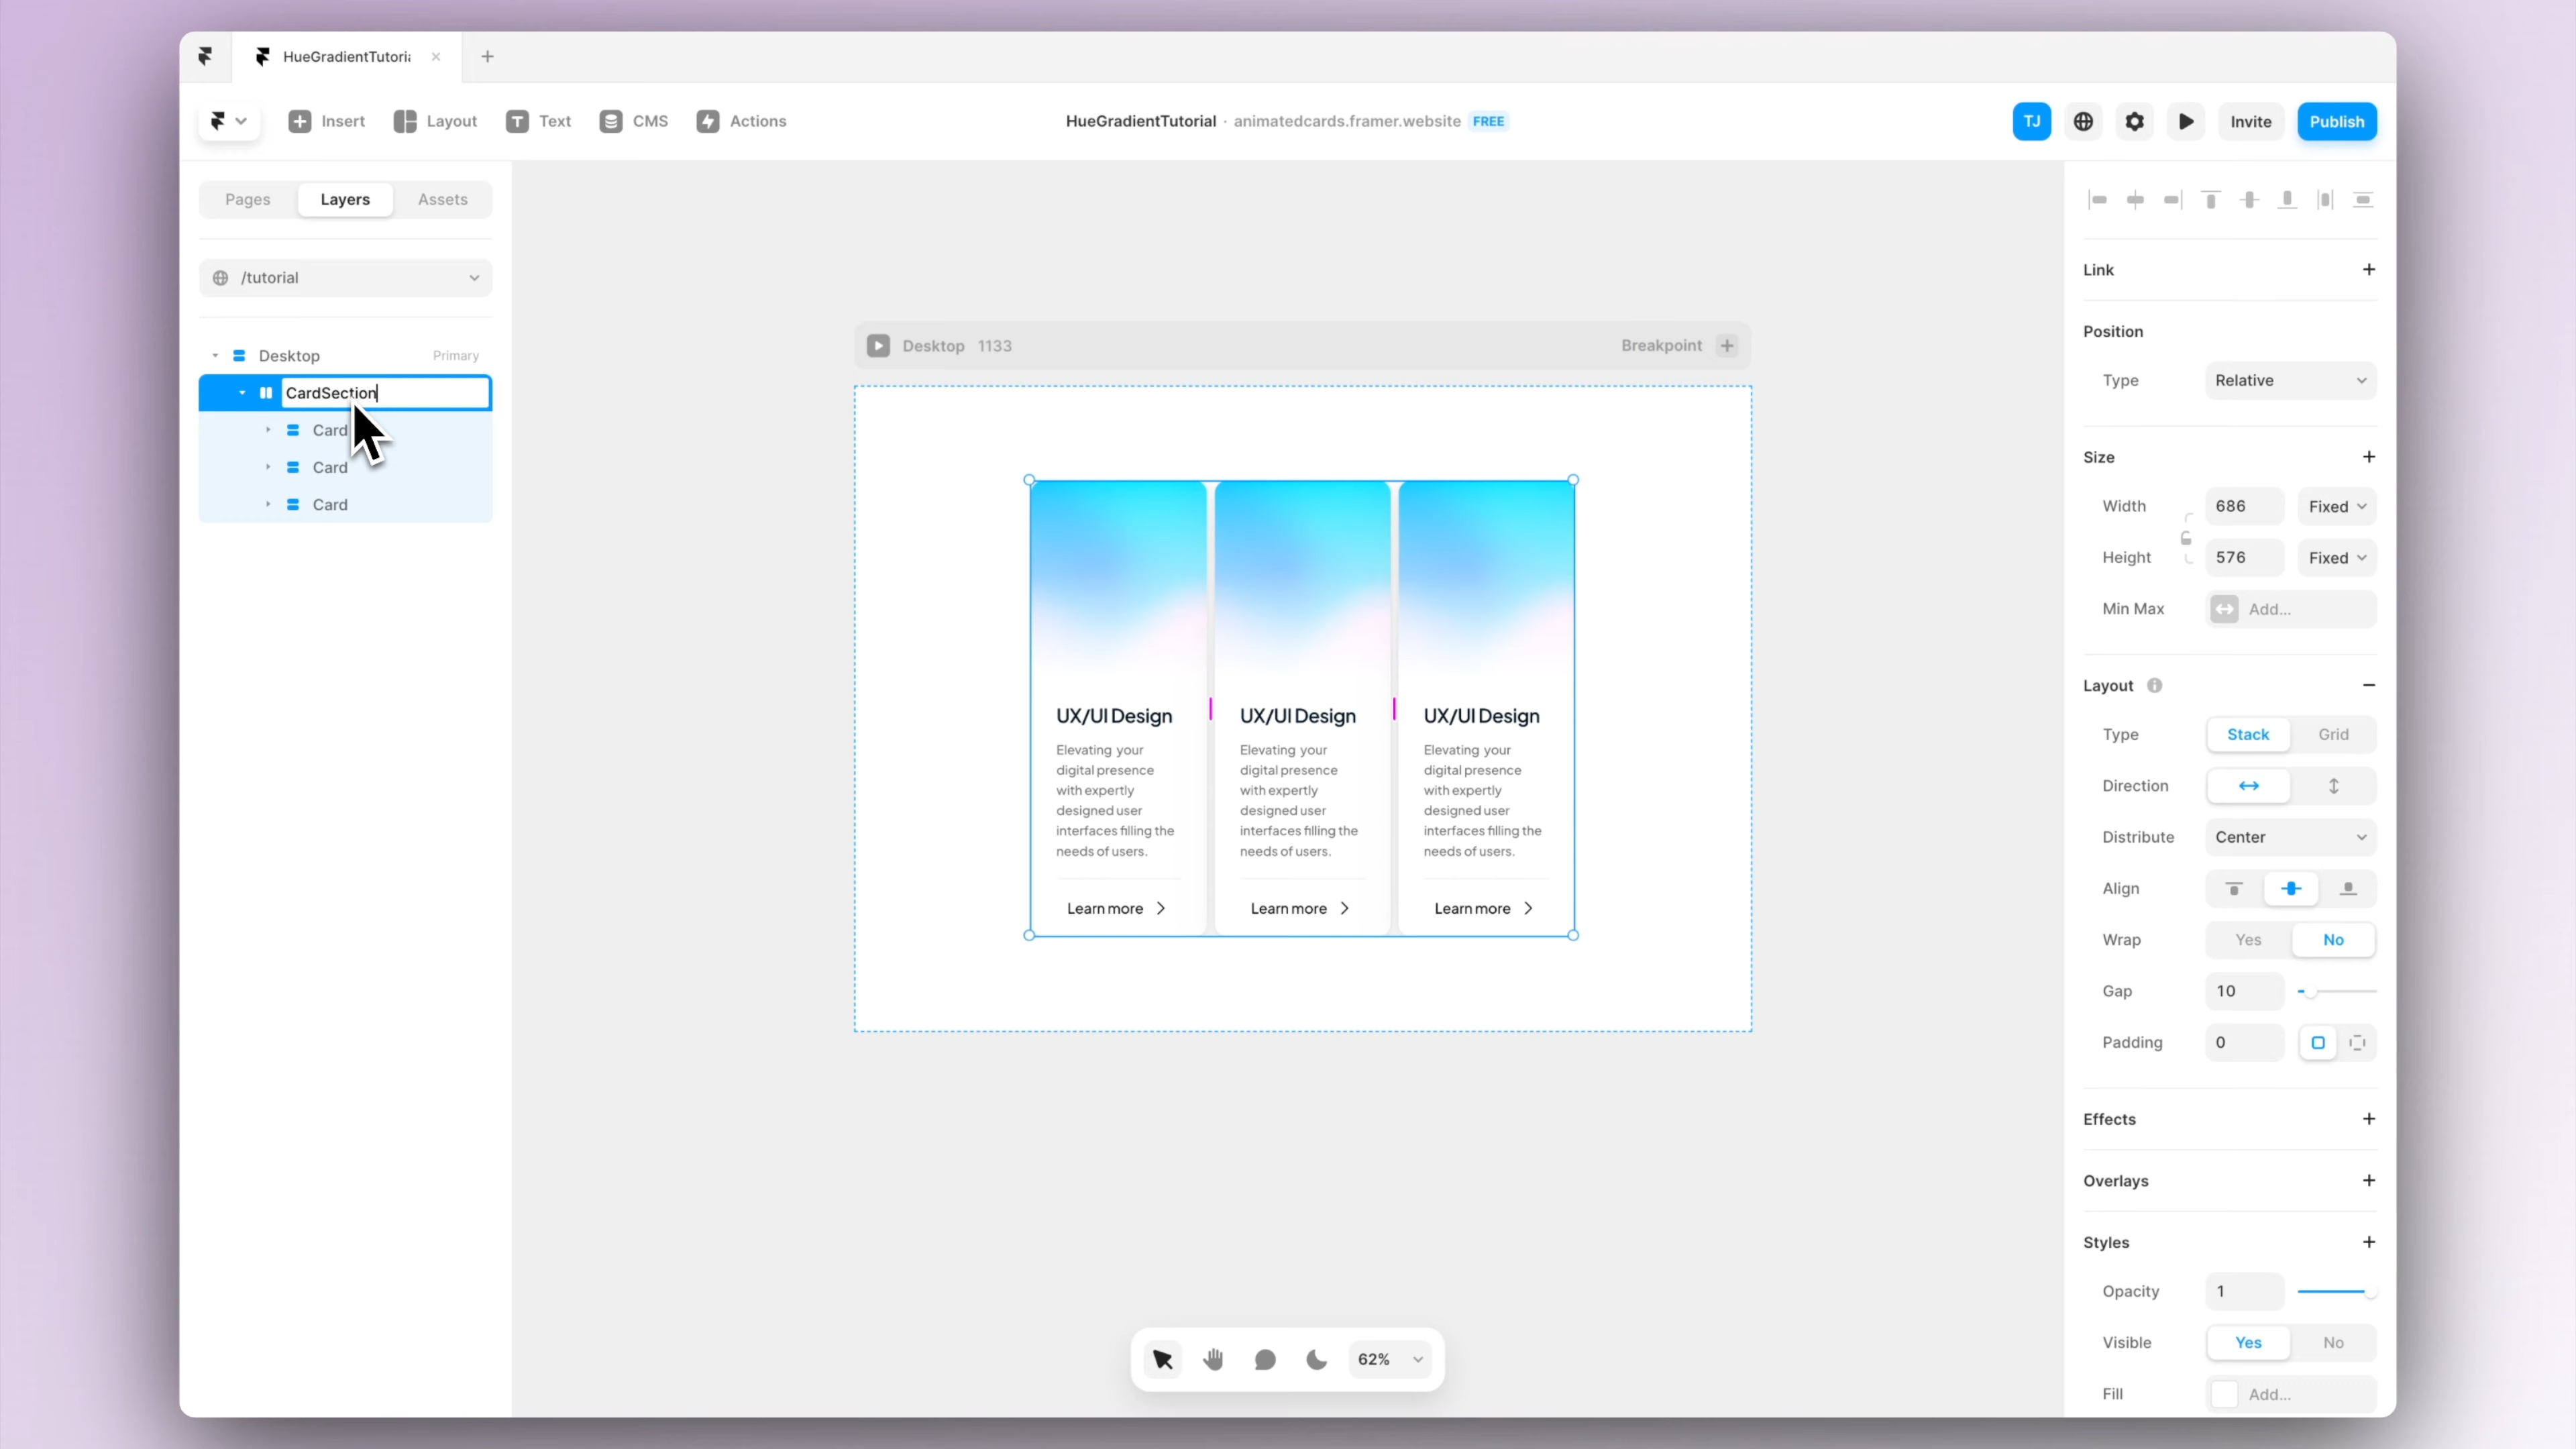 HueGradientTutori
Insert
Layout
Text
CMS
Actions
HueGradientTutorial · animatedcards.framer.website FREE
TJ
Invite
Publish
Pages
Layers
Assets
/tutorial
Desktop
Primary
CardSection
Card
Card
Card
Desktop 1133
Breakpoint
UX/UI Design
Elevating your
digital presence
with expertly
designed user
interfaces filling the
needs of users.
Learn more
UX/UI Design
Elevating your
digital presence
with expertly
designed user
interfaces filling the
needs of users.
Learn more
UX/UI Design
Elevating your
digital presence
with expertly
designed user
interfaces filling the
needs of users.
Learn more
62%
Link
Position
Type Relative
Size
Width 686 Fixed
Height 576 Fixed
Min Max Add...
Layout
Type Stack Grid
Direction
Distribute Center
Align
Wrap Yes No
Gap 10
Padding 0
Effects
Overlays
Styles
Opacity 1
Visible Yes No
Fill Add...